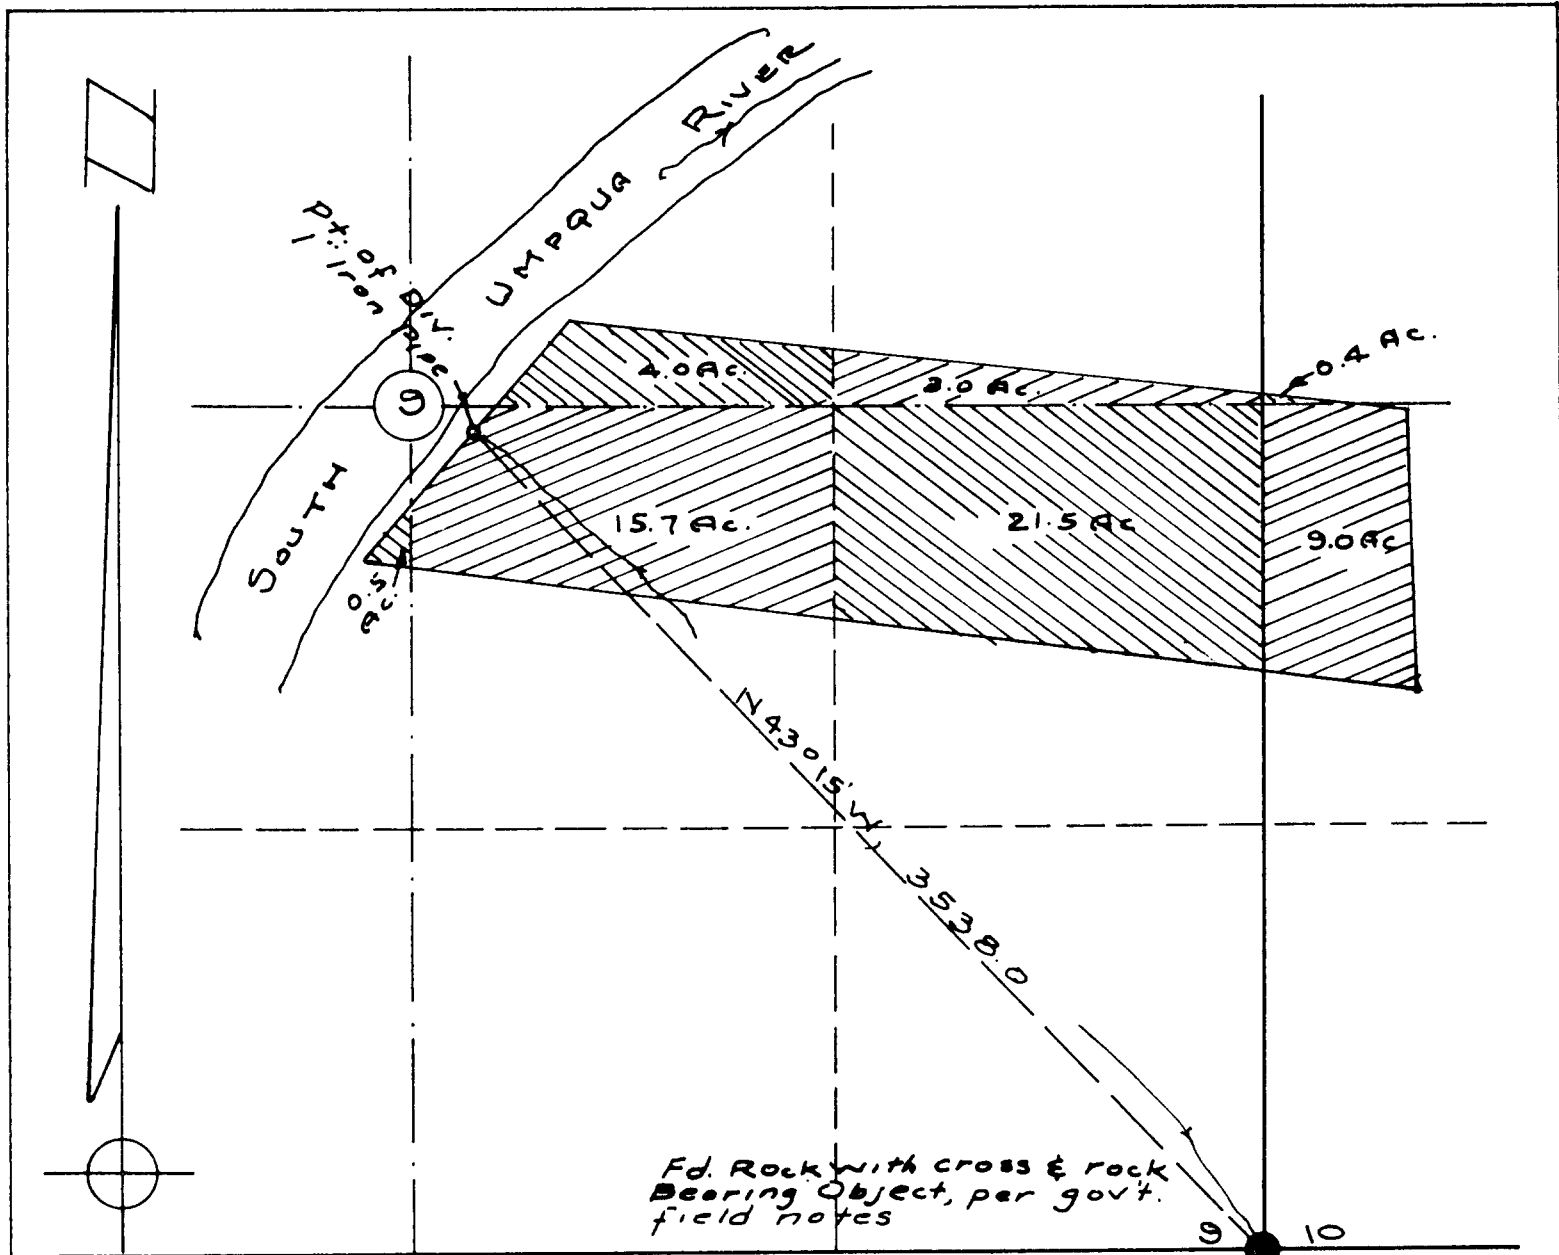 SOUTH UMPQUA RIVER
Pt. of Div.
1" Iron Pipe
9
4.0 Ac.
3.0 Ac.
0.4 Ac.
15.7 Ac.
21.5 Ac
9.0 Ac
0.5
Ac.
N43°15'W, 3538.0
Fd. Rock with cross & rock
Bearing Object, per gov't.
field notes
9 10